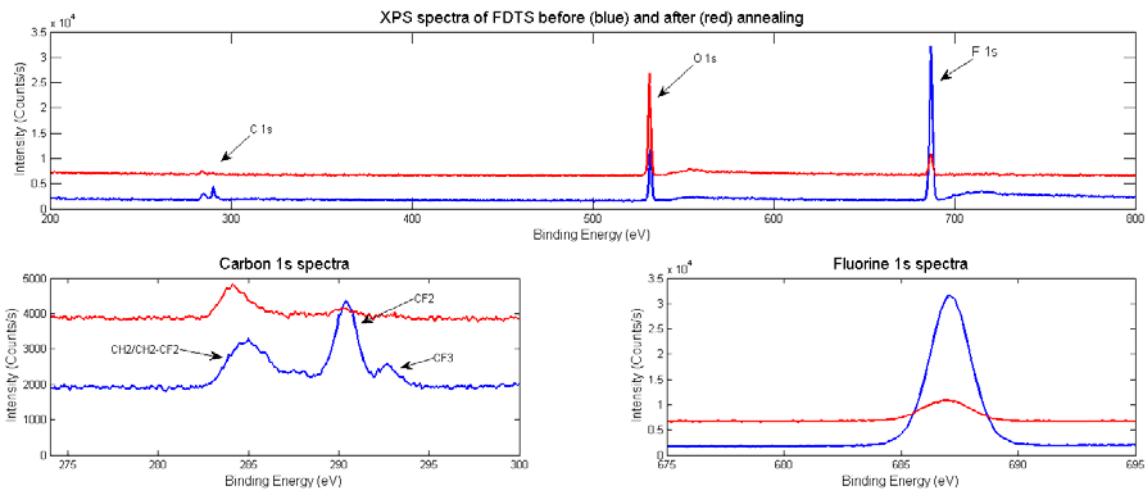 XPS spectra of FDTS before (blue) and after (red) annealing
x 10^4
3.5
3
2.5
2
1.5
1
0.5
0
Intensity (Counts/s)
C 1s
O 1s
F 1s
200 300 400 500 600 700 800
Binding Energy (eV)
Carbon 1s spectra
5000
4000
3000
2000
1000
0
Intensity (Counts/s)
CH2/CH2-CF2
CF2
CF3
275 280 285 290 295 300
Binding Energy (eV)
Fluorine 1s spectra
x 10^4
3.5
3
2.5
2
1.5
1
0.5
0
Intensity (Counts/s)
675 680 685 690 695
Binding Energy (eV)